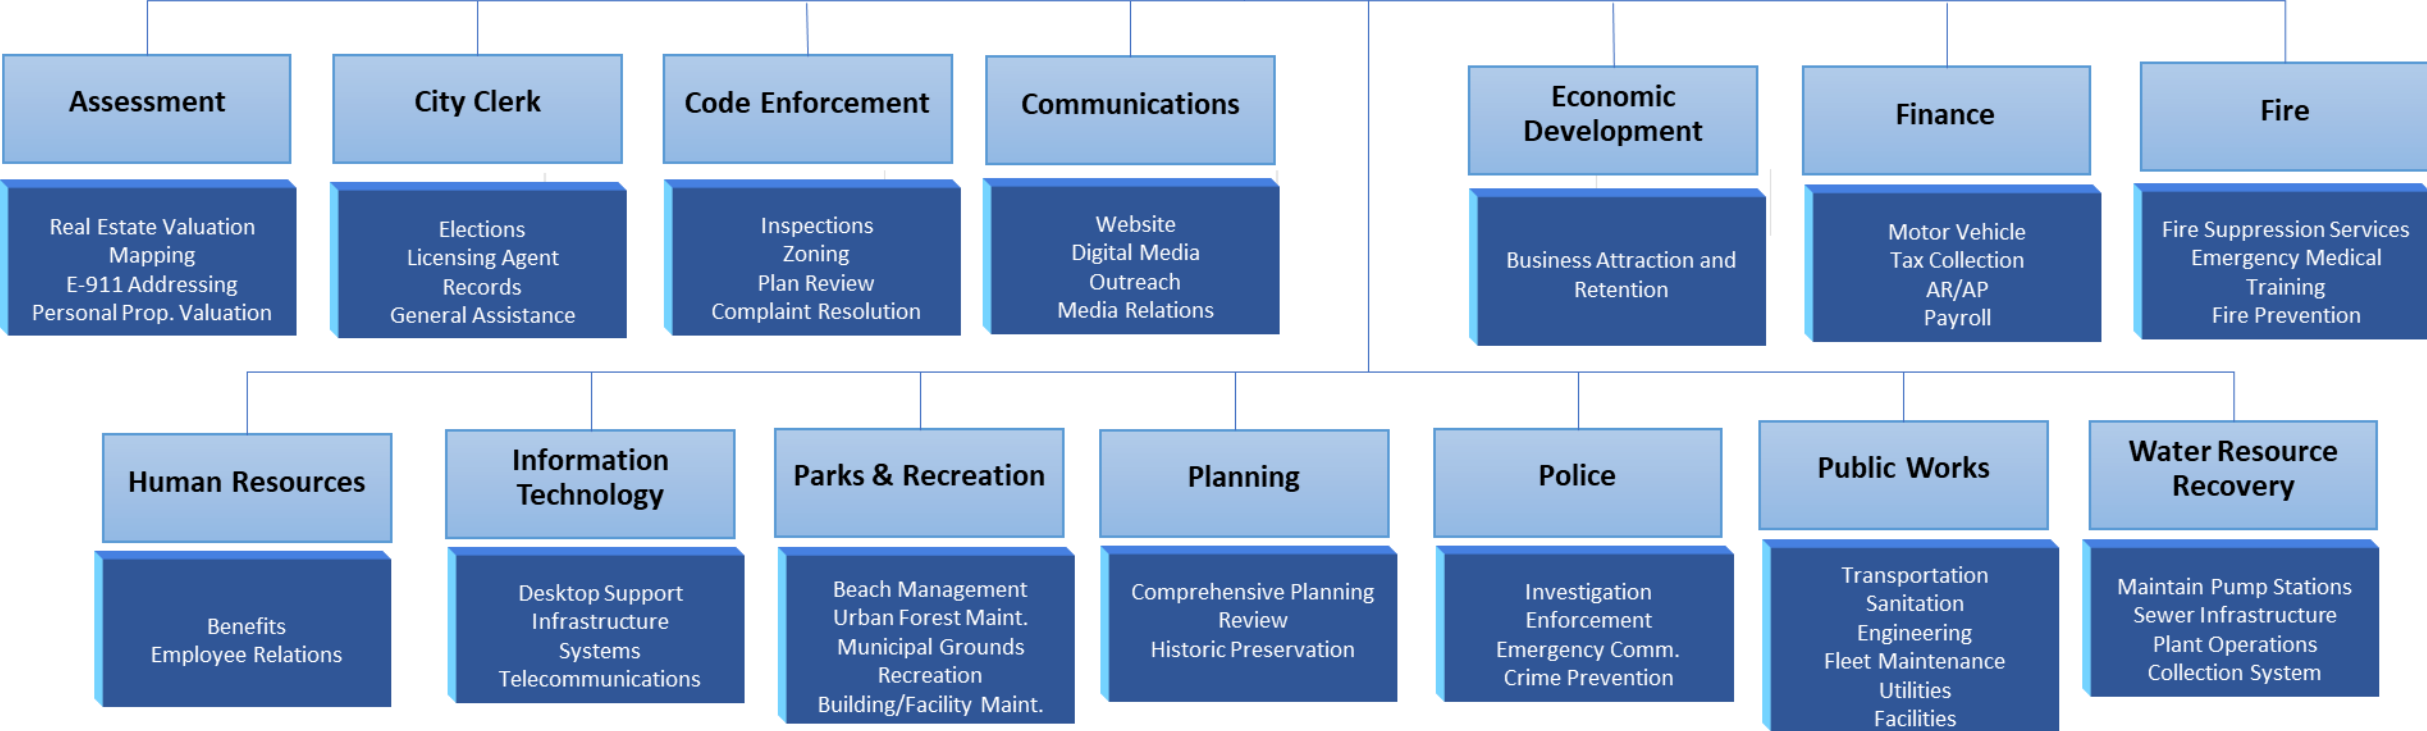 Assessment
Real Estate Valuation
Mapping
E-911 Addressing
Personal Prop. Valuation
City Clerk
Elections
Licensing Agent
Records
General Assistance
Code Enforcement
Inspections
Zoning
Plan Review
Complaint Resolution
Communications
Website
Digital Media
Outreach
Media Relations
Economic
Development
Business Attraction and
Retention
Finance
Motor Vehicle
Tax Collection
AR/AP
Payroll
Fire
Fire Suppression Services
Emergency Medical
Training
Fire Prevention
Human Resources
Benefits
Employee Relations
Information
Technology
Desktop Support
Infrastructure
Systems
Telecommunications
Parks & Recreation
Beach Management
Urban Forest Maint.
Municipal Grounds
Recreation
Building/Facility Maint.
Planning
Comprehensive Planning
Review
Historic Preservation
Police
Investigation
Enforcement
Emergency Comm.
Crime Prevention
Public Works
Transportation
Sanitation
Engineering
Fleet Maintenance
Utilities
Facilities
Water Resource
Recovery
Maintain Pump Stations
Sewer Infrastructure
Plant Operations
Collection System